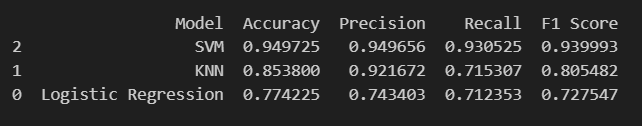 Model Accuracy Precision Recall F1 Score
2 SVM 0.949725 0.949656 0.930525 0.939993
1 KNN 0.853800 0.921672 0.715307 0.805482
0 Logistic Regression 0.774225 0.743403 0.712353 0.727547